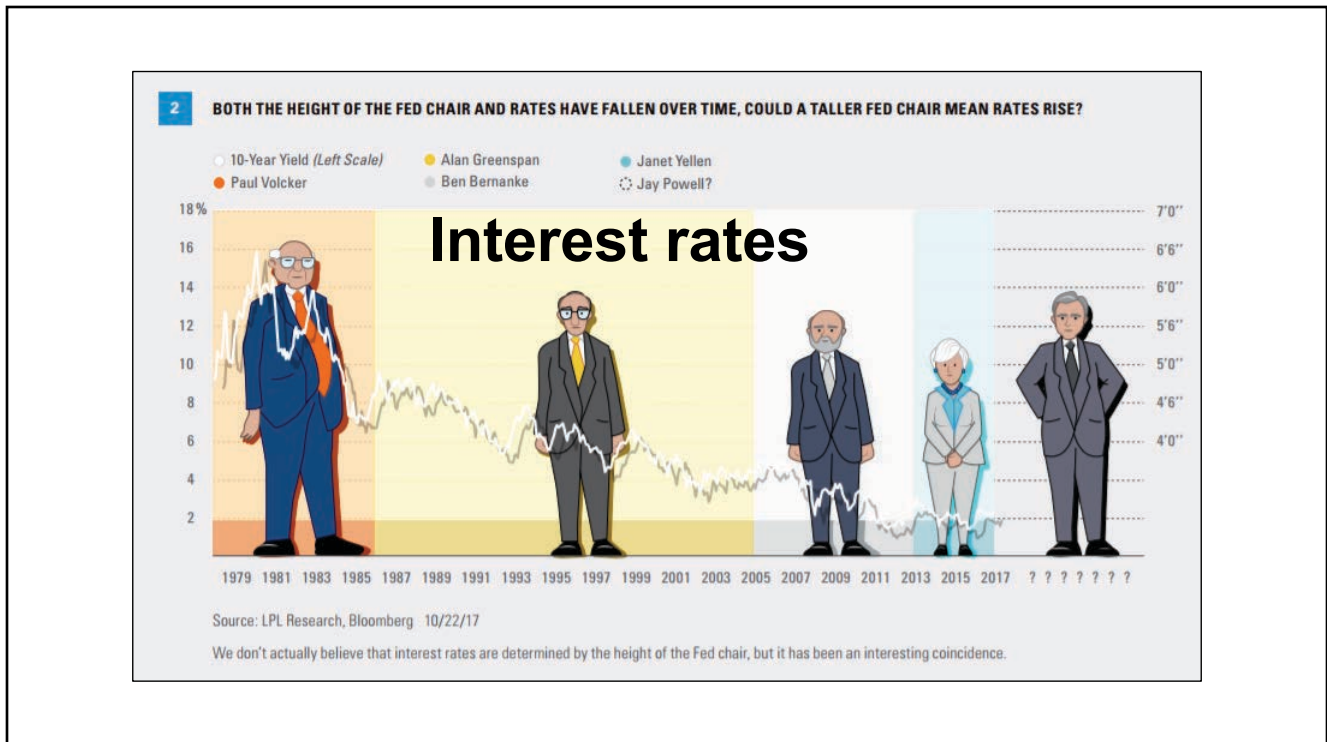 2 BOTH THE HEIGHT OF THE FED CHAIR AND RATES HAVE FALLEN OVER TIME, COULD A TALLER FED CHAIR MEAN RATES RISE?
10-Year Yield (Left Scale) Alan Greenspan Janet Yellen
Paul Volcker Ben Bernanke Jay Powell?
Interest rates
18% 7'0"
16 6'6"
14 6'0"
12 5'6"
10 5'0"
8 4'6"
6 4'0"
4
2
1979 1981 1983 1985 1987 1989 1991 1993 1995 1997 1999 2001 2003 2005 2007 2009 2011 2013 2015 2017 ? ? ? ? ? ? ?
Source: LPL Research, Bloomberg 10/22/17
We don't actually believe that interest rates are determined by the height of the Fed chair, but it has been an interesting coincidence.